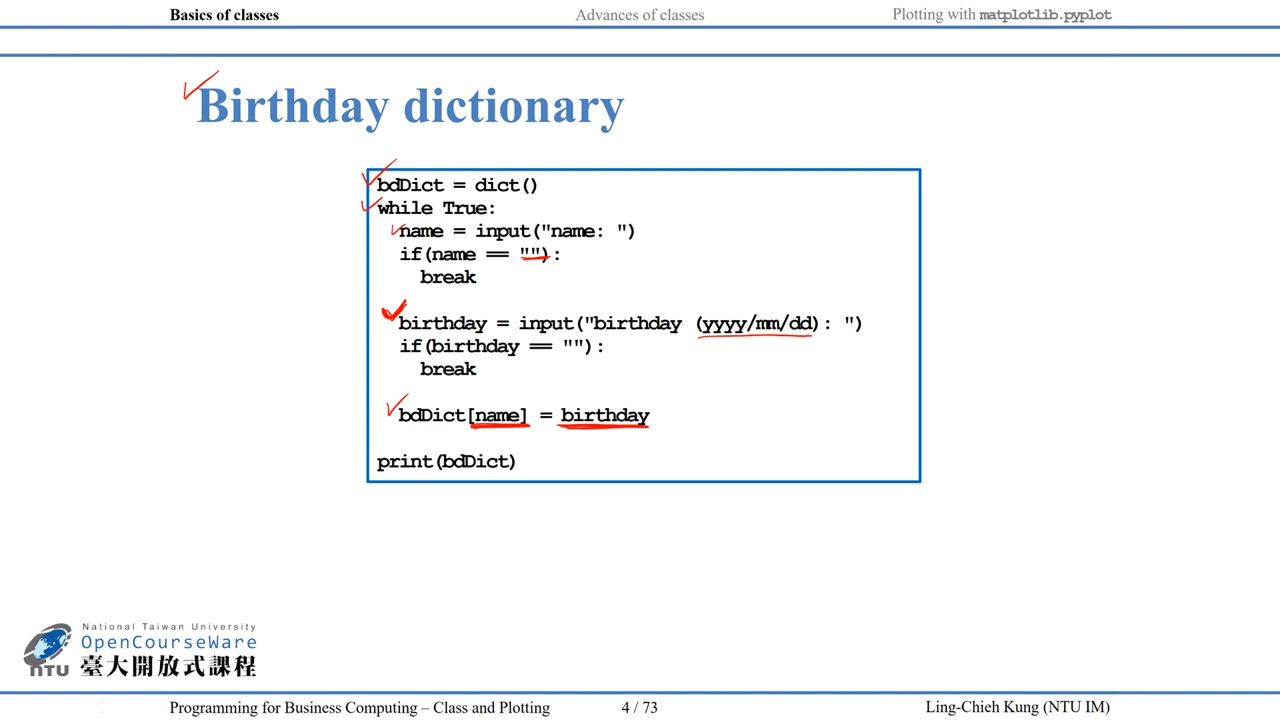 Basics of classes
Advances of classes
Plotting with matplotlib.pyplot
Birthday dictionary
bdDict = dict()
while True:
name = input("name: ")
if(name == ""):
break
birthday = input("birthday (yyyy/mm/dd): ")
if(birthday == ""):
break
bdDict[name] = birthday
print(bdDict)
National Taiwan University
OpenCourseWare
NTU 臺大開放式課程
Programming for Business Computing – Class and Plotting
4 / 73
Ling-Chieh Kung (NTU IM)